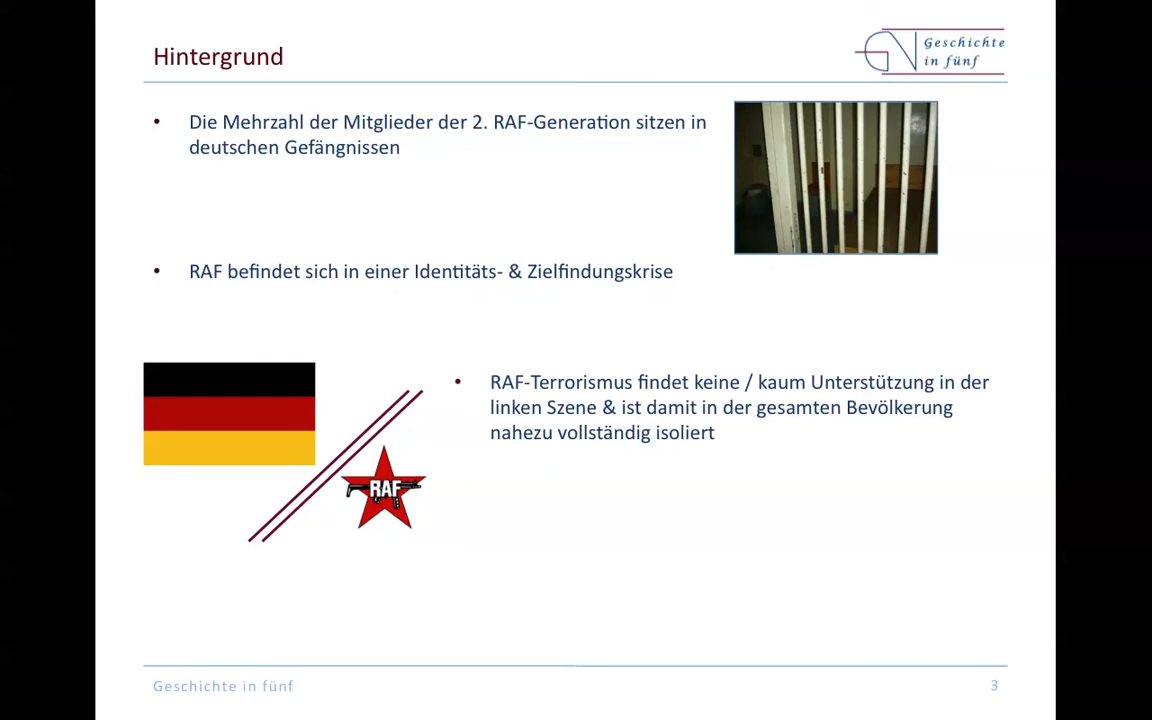 Hintergrund
Geschichte
in fünf
• Die Mehrzahl der Mitglieder der 2. RAF-Generation sitzen in
deutschen Gefängnissen
• RAF befindet sich in einer Identitäts- & Zielfindungskrise
• RAF-Terrorismus findet keine / kaum Unterstützung in der
linken Szene & ist damit in der gesamten Bevölkerung
nahezu vollständig isoliert
RAF
Geschichte in fünf
3